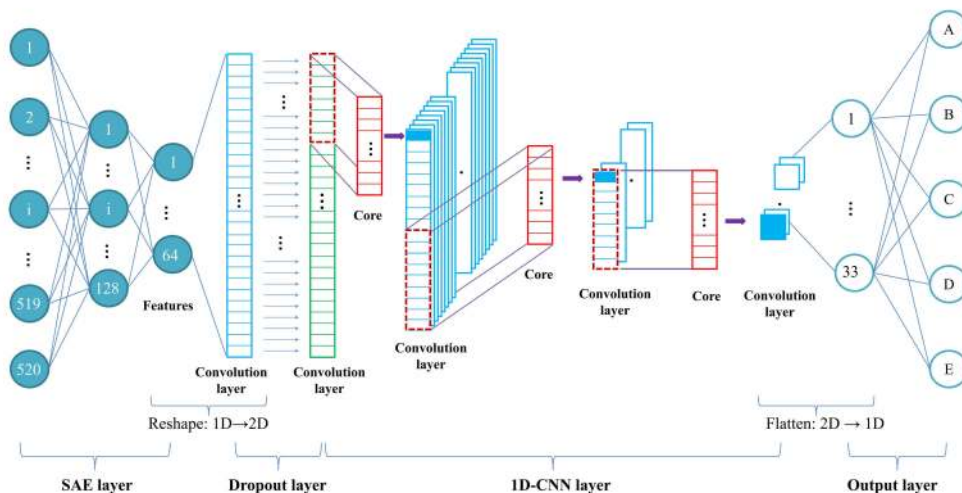 1
2
...
i
...
519
520
1
...
i
...
128
1
...
64
Features
...
...
...
Convolution
layer
...
...
Convolution
layer
...
Core
Convolution
layer
...
Core
Convolution
layer
...
Core
Convolution
layer
1
...
33
A
B
C
D
E
Reshape: 1D→2D
Flatten: 2D → 1D
SAE layer
Dropout layer
1D-CNN layer
Output layer